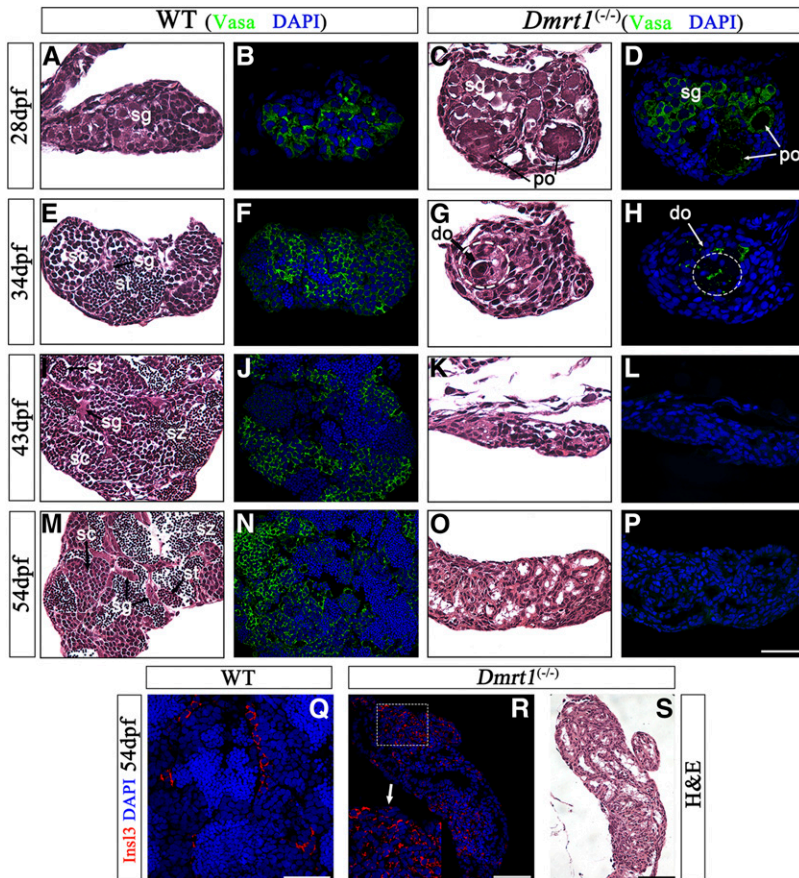 WT (Vasa DAPI)
Dmrt1(-/-)(Vasa DAPI)
28dpf
A
sg
B
C
sg
po
D
sg
po
34dpf
E
sc
sg
st
F
G
do
H
do
43dpf
I
st
sg
sz
sc
J
K
L
54dpf
M
sc
sz
st
sg
N
O
P
WT
Dmrt1(-/-)
Insl3 DAPI 54dpf
Q
R
S
H&E